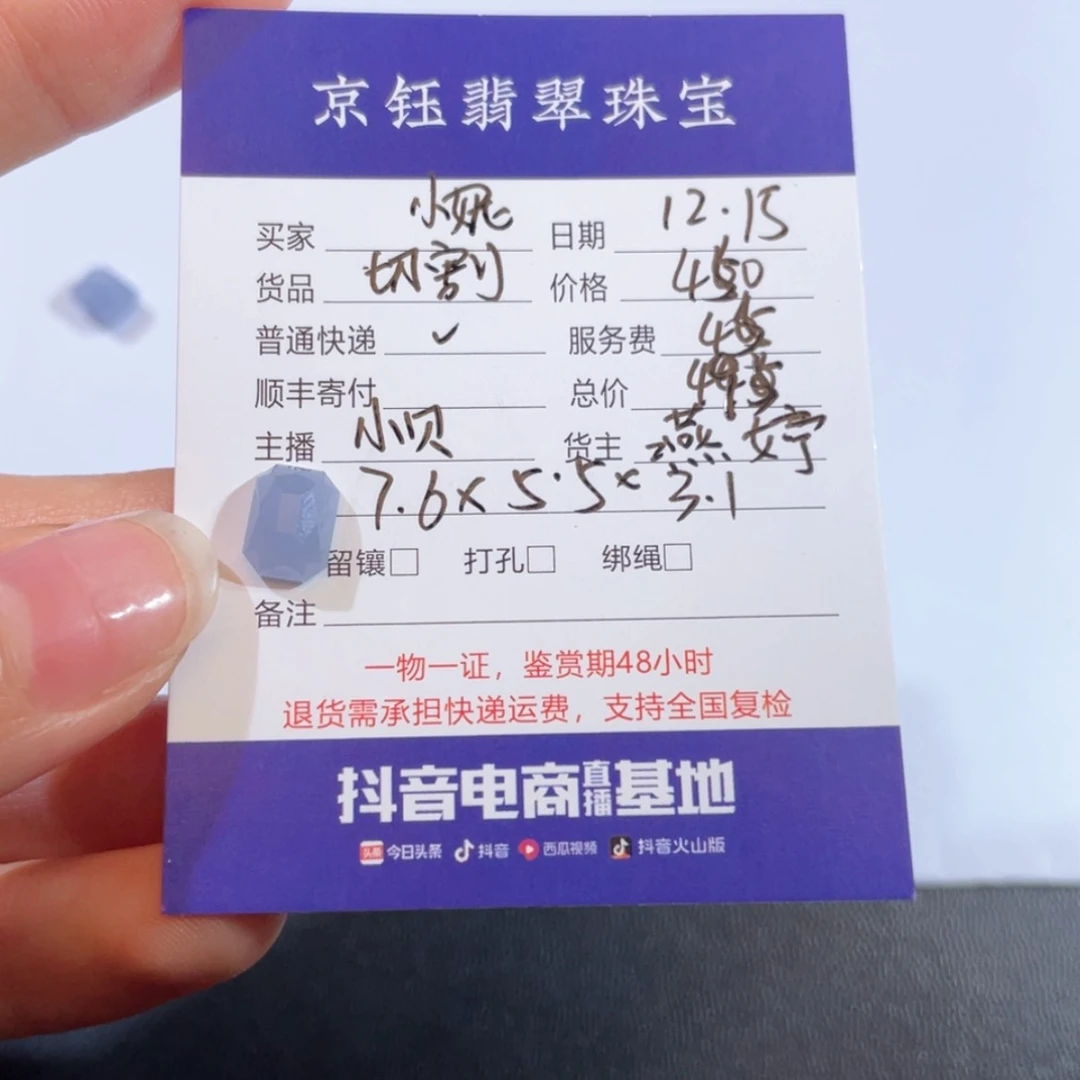 京钰翡翠珠宝
买家 小妮 日期 12.15
货品 切割 价格 450
普通快递 ✓ 服务费 45
顺丰寄付 总价 495
主播 小贝 货主 燕婷
7.6x5.5x3.1
留镶□ 打孔□ 绑绳□
备注
一物一证，鉴赏期48小时
退货需承担快递运费，支持全国复检
抖音电商直播基地
头条 今日头条 抖音 西瓜视频 抖音火山版